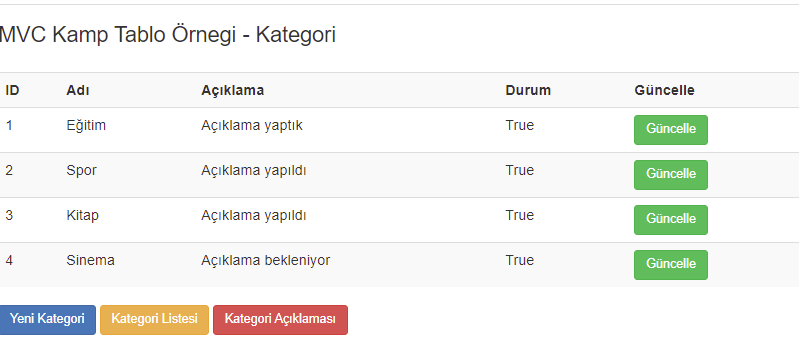 MVC Kamp Tablo Örnegi - Kategori
ID Adı Açıklama Durum Güncelle
1 Eğitim Açıklama yaptık True Güncelle
2 Spor Açıklama yapıldı True Güncelle
3 Kitap Açıklama yapıldı True Güncelle
4 Sinema Açıklama bekleniyor True Güncelle
Yeni Kategori Kategori Listesi Kategori Açıklaması